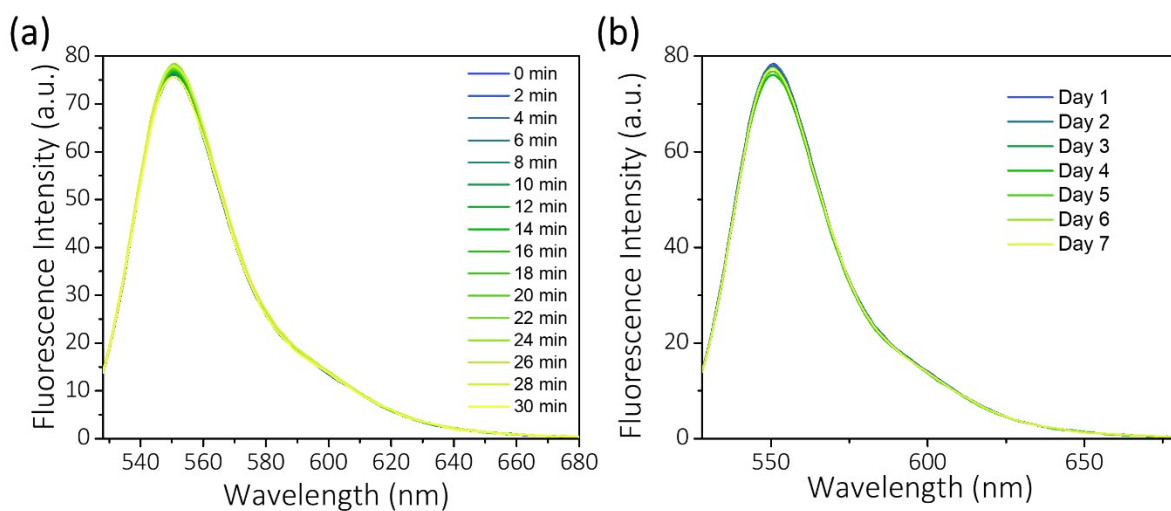 (a)
Fluorescence Intensity (a.u.)
80
70
60
50
40
30
20
10
0
540 560 580 600 620 640 660 680
Wavelength (nm)
0 min
2 min
4 min
6 min
8 min
10 min
12 min
14 min
16 min
18 min
20 min
22 min
24 min
26 min
28 min
30 min
(b)
Fluorescence Intensity (a.u.)
80
60
40
20
0
550 600 650
Wavelength (nm)
Day 1
Day 2
Day 3
Day 4
Day 5
Day 6
Day 7